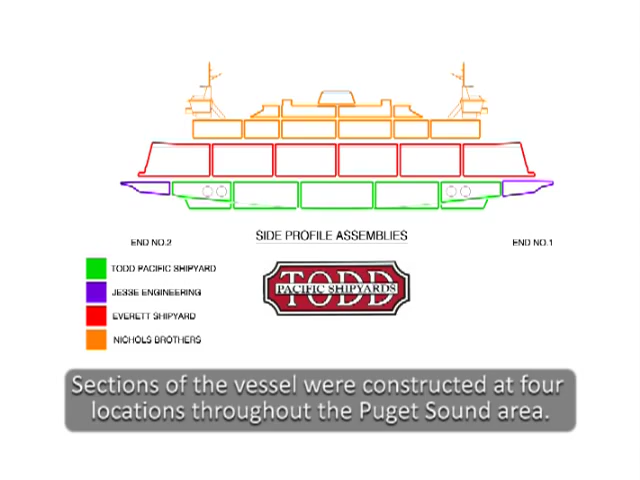 SIDE PROFILE ASSEMBLIES
END NO.2
END NO.1
TODD PACIFIC SHIPYARD
JESSE ENGINEERING
EVERETT SHIPYARD
NICHOLS BROTHERS
TODD
PACIFIC SHIPYARDS
Sections of the vessel were constructed at four
locations throughout the Puget Sound area.